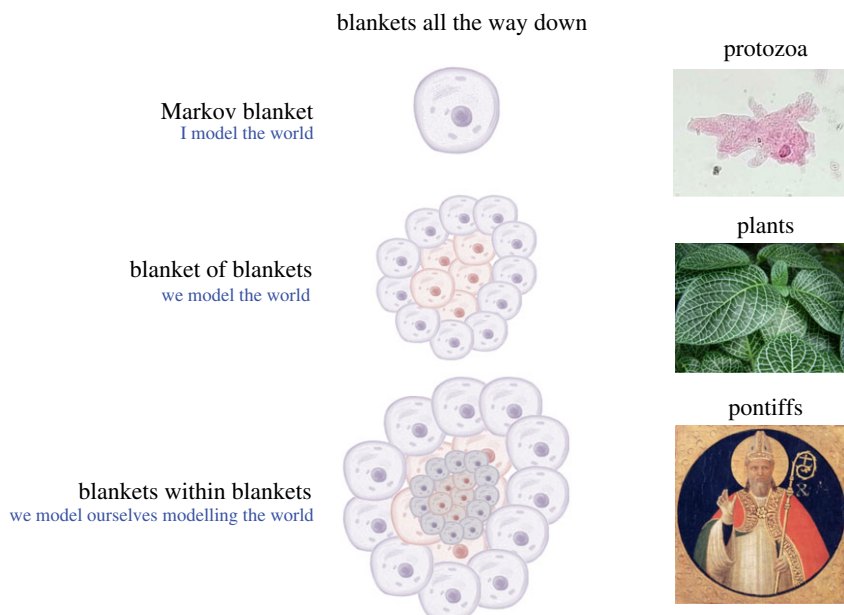 blankets all the way down
protozoa
Markov blanket
I model the world
plants
blanket of blankets
we model the world
pontiffs
blankets within blankets
we model ourselves modelling the world